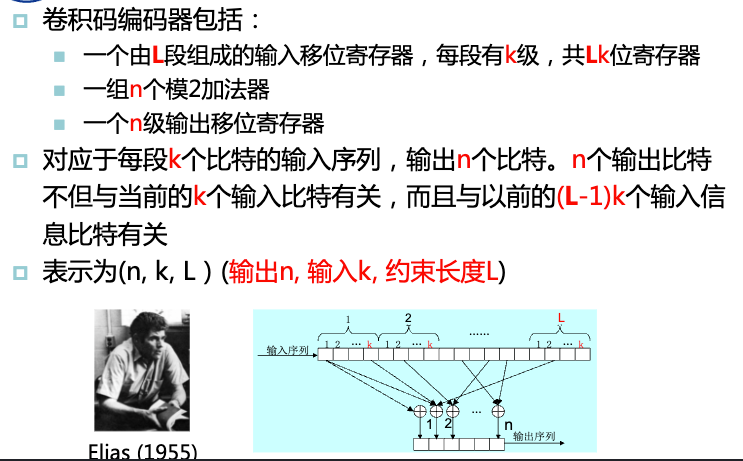 卷积码编码器包括：
一个由L段组成的输入移位寄存器，每段有k级，共Lk位寄存器
一组n个模2加法器
一个n级输出移位寄存器
对应于每段k个比特的输入序列，输出n个比特。n个输出比特
不但与当前的k个输入比特有关，而且与以前的(L-1)k个输入信
息比特有关
表示为(n, k, L ) (输出n, 输入k, 约束长度L)
1 2 …… L
输入序列 1 2 … k 1 2 … k 1 2 … k
1 2 … n
输出序列
Elias (1955)